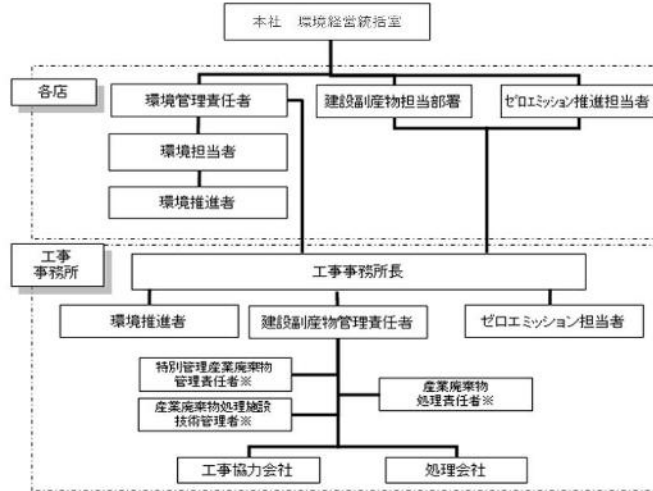 本社　環境経営統括室
各店
環境管理責任者
建設副産物担当部署
ｾﾞﾛｴﾐｯｼｮﾝ推進担当者
環境担当者
環境推進者
工事
事務所
工事事務所長
環境推進者
建設副産物管理責任者
ゼロエミッション担当者
特別管理産業廃棄物
管理責任者※
産業廃棄物
処理責任者※
産業廃棄物処理施設
技術管理者※
工事協力会社
処理会社